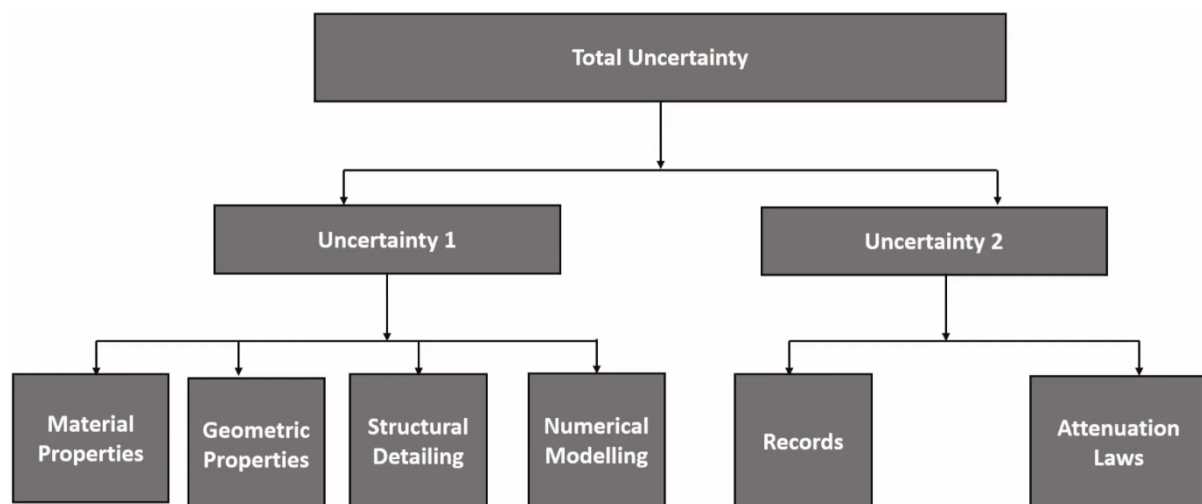 Total Uncertainty
Uncertainty 1
Uncertainty 2
Material
Properties
Geometric
Properties
Structural
Detailing
Numerical
Modelling
Records
Attenuation
Laws